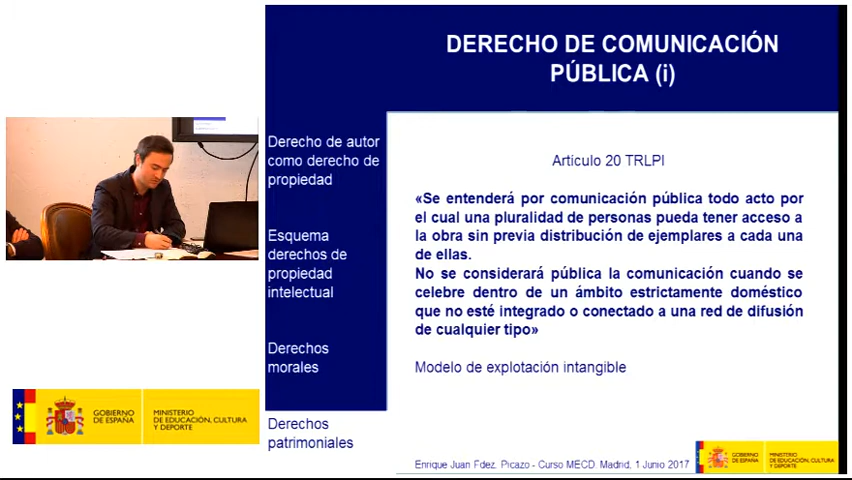 DERECHO DE COMUNICACIÓN
PÚBLICA (i)
Derecho de autor
como derecho de
propiedad
Esquema
derechos de
propiedad
intelectual
Derechos
morales
Derechos
patrimoniales
Artículo 20 TRLPI
«Se entenderá por comunicación pública todo acto por
el cual una pluralidad de personas pueda tener acceso a
la obra sin previa distribución de ejemplares a cada una
de ellas.
No se considerará pública la comunicación cuando se
celebre dentro de un ámbito estrictamente doméstico
que no esté integrado o conectado a una red de difusión
de cualquier tipo»
Modelo de explotación intangible
Enrique Juan Fdez. Picazo - Curso MECD. Madrid, 1 Junio 2017
GOBIERNO
DE ESPAÑA
MINISTERIO
DE EDUCACIÓN, CULTURA
Y DEPORTE
GOBIERNO
DE ESPAÑA
MINISTERIO
DE EDUCACIÓN, CULTURA
Y DEPORTE